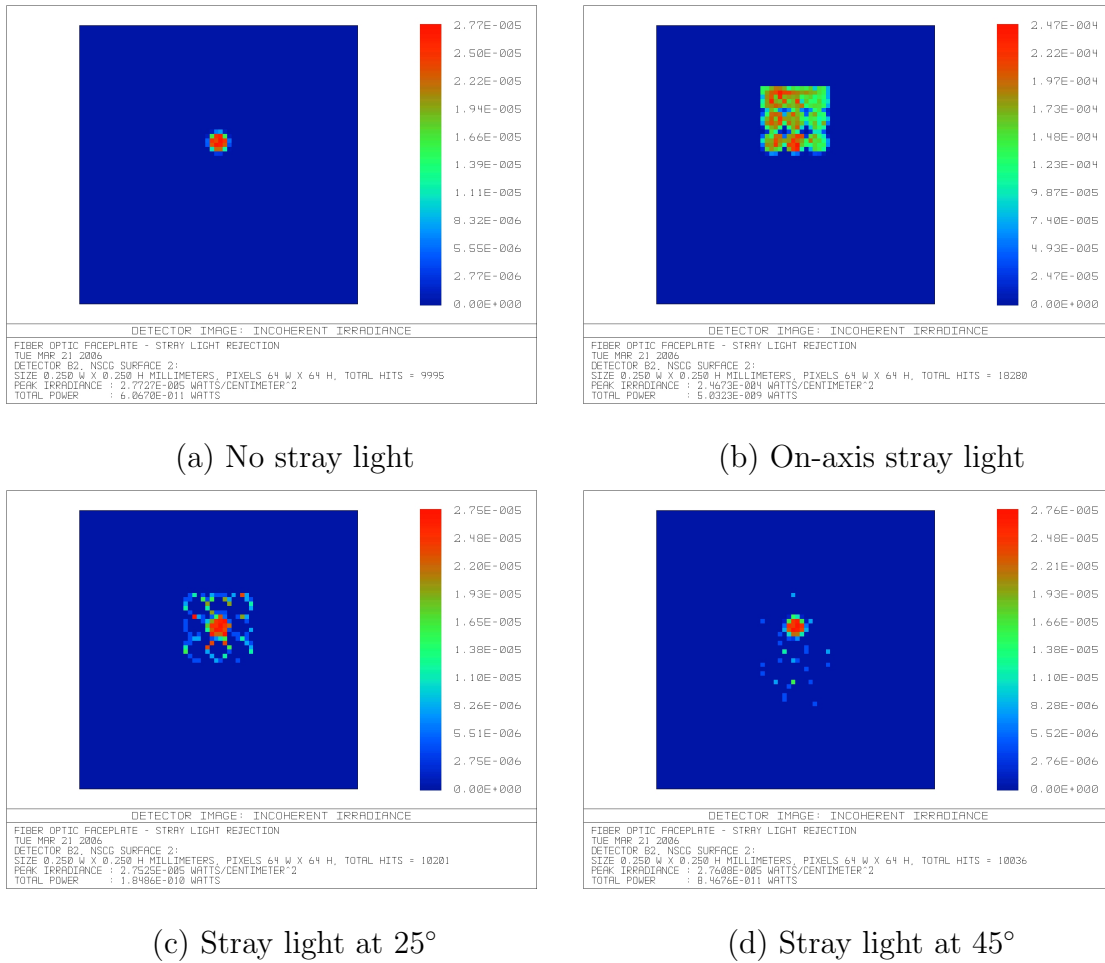 2.77E-005
2.50E-005
2.22E-005
1.94E-005
1.66E-005
1.39E-005
1.11E-005
8.32E-006
5.55E-006
2.77E-006
0.00E+000
DETECTOR IMAGE: INCOHERENT IRRADIANCE
FIBER OPTIC FACEPLATE - STRAY LIGHT REJECTION
TUE MAR 21 2006
DETECTOR B2, NSCG SURFACE 2:
SIZE 0.250 W X 0.250 H MILLIMETERS, PIXELS 64 W X 64 H, TOTAL HITS = 9995
PEAK IRRADIANCE : 2.7727E-005 WATTS/CENTIMETER^2
TOTAL POWER : 6.0670E-011 WATTS
(a) No stray light
2.47E-004
2.22E-004
1.97E-004
1.73E-004
1.48E-004
1.23E-004
9.87E-005
7.40E-005
4.93E-005
2.47E-005
0.00E+000
DETECTOR IMAGE: INCOHERENT IRRADIANCE
FIBER OPTIC FACEPLATE - STRAY LIGHT REJECTION
TUE MAR 21 2006
DETECTOR B2, NSCG SURFACE 2:
SIZE 0.250 W X 0.250 H MILLIMETERS, PIXELS 64 W X 64 H, TOTAL HITS = 18280
PEAK IRRADIANCE : 2.4673E-004 WATTS/CENTIMETER^2
TOTAL POWER : 5.0323E-009 WATTS
(b) On-axis stray light
2.75E-005
2.48E-005
2.20E-005
1.93E-005
1.65E-005
1.38E-005
1.10E-005
8.26E-006
5.51E-006
2.75E-006
0.00E+000
DETECTOR IMAGE: INCOHERENT IRRADIANCE
FIBER OPTIC FACEPLATE - STRAY LIGHT REJECTION
TUE MAR 21 2006
DETECTOR B2, NSCG SURFACE 2:
SIZE 0.250 W X 0.250 H MILLIMETERS, PIXELS 64 W X 64 H, TOTAL HITS = 10201
PEAK IRRADIANCE : 2.7525E-005 WATTS/CENTIMETER^2
TOTAL POWER : 1.8486E-010 WATTS
(c) Stray light at 25°
2.76E-005
2.48E-005
2.21E-005
1.93E-005
1.66E-005
1.38E-005
1.10E-005
8.28E-006
5.52E-006
2.76E-006
0.00E+000
DETECTOR IMAGE: INCOHERENT IRRADIANCE
FIBER OPTIC FACEPLATE - STRAY LIGHT REJECTION
TUE MAR 21 2006
DETECTOR B2, NSCG SURFACE 2:
SIZE 0.250 W X 0.250 H MILLIMETERS, PIXELS 64 W X 64 H, TOTAL HITS = 10036
PEAK IRRADIANCE : 2.7608E-005 WATTS/CENTIMETER^2
TOTAL POWER : 8.4676E-011 WATTS
(d) Stray light at 45°